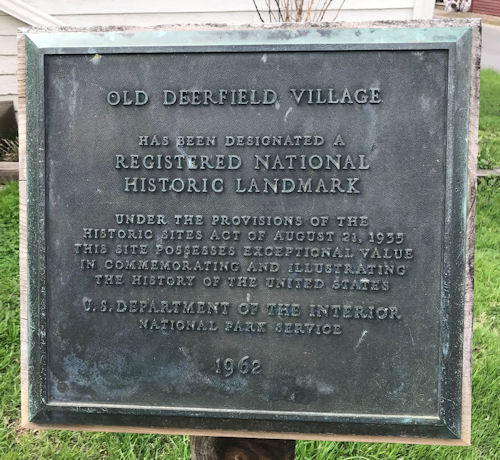 OLD DEERFIELD VILLAGE
HAS BEEN DESIGNATED A
REGISTERED NATIONAL
HISTORIC LANDMARK
UNDER THE PROVISIONS OF THE
HISTORIC SITES ACT OF AUGUST 21, 1935
THIS SITE POSSESSES EXCEPTIONAL VALUE
IN COMMEMORATING AND ILLUSTRATING
THE HISTORY OF THE UNITED STATES
U.S. DEPARTMENT OF THE INTERIOR
NATIONAL PARK SERVICE
1962